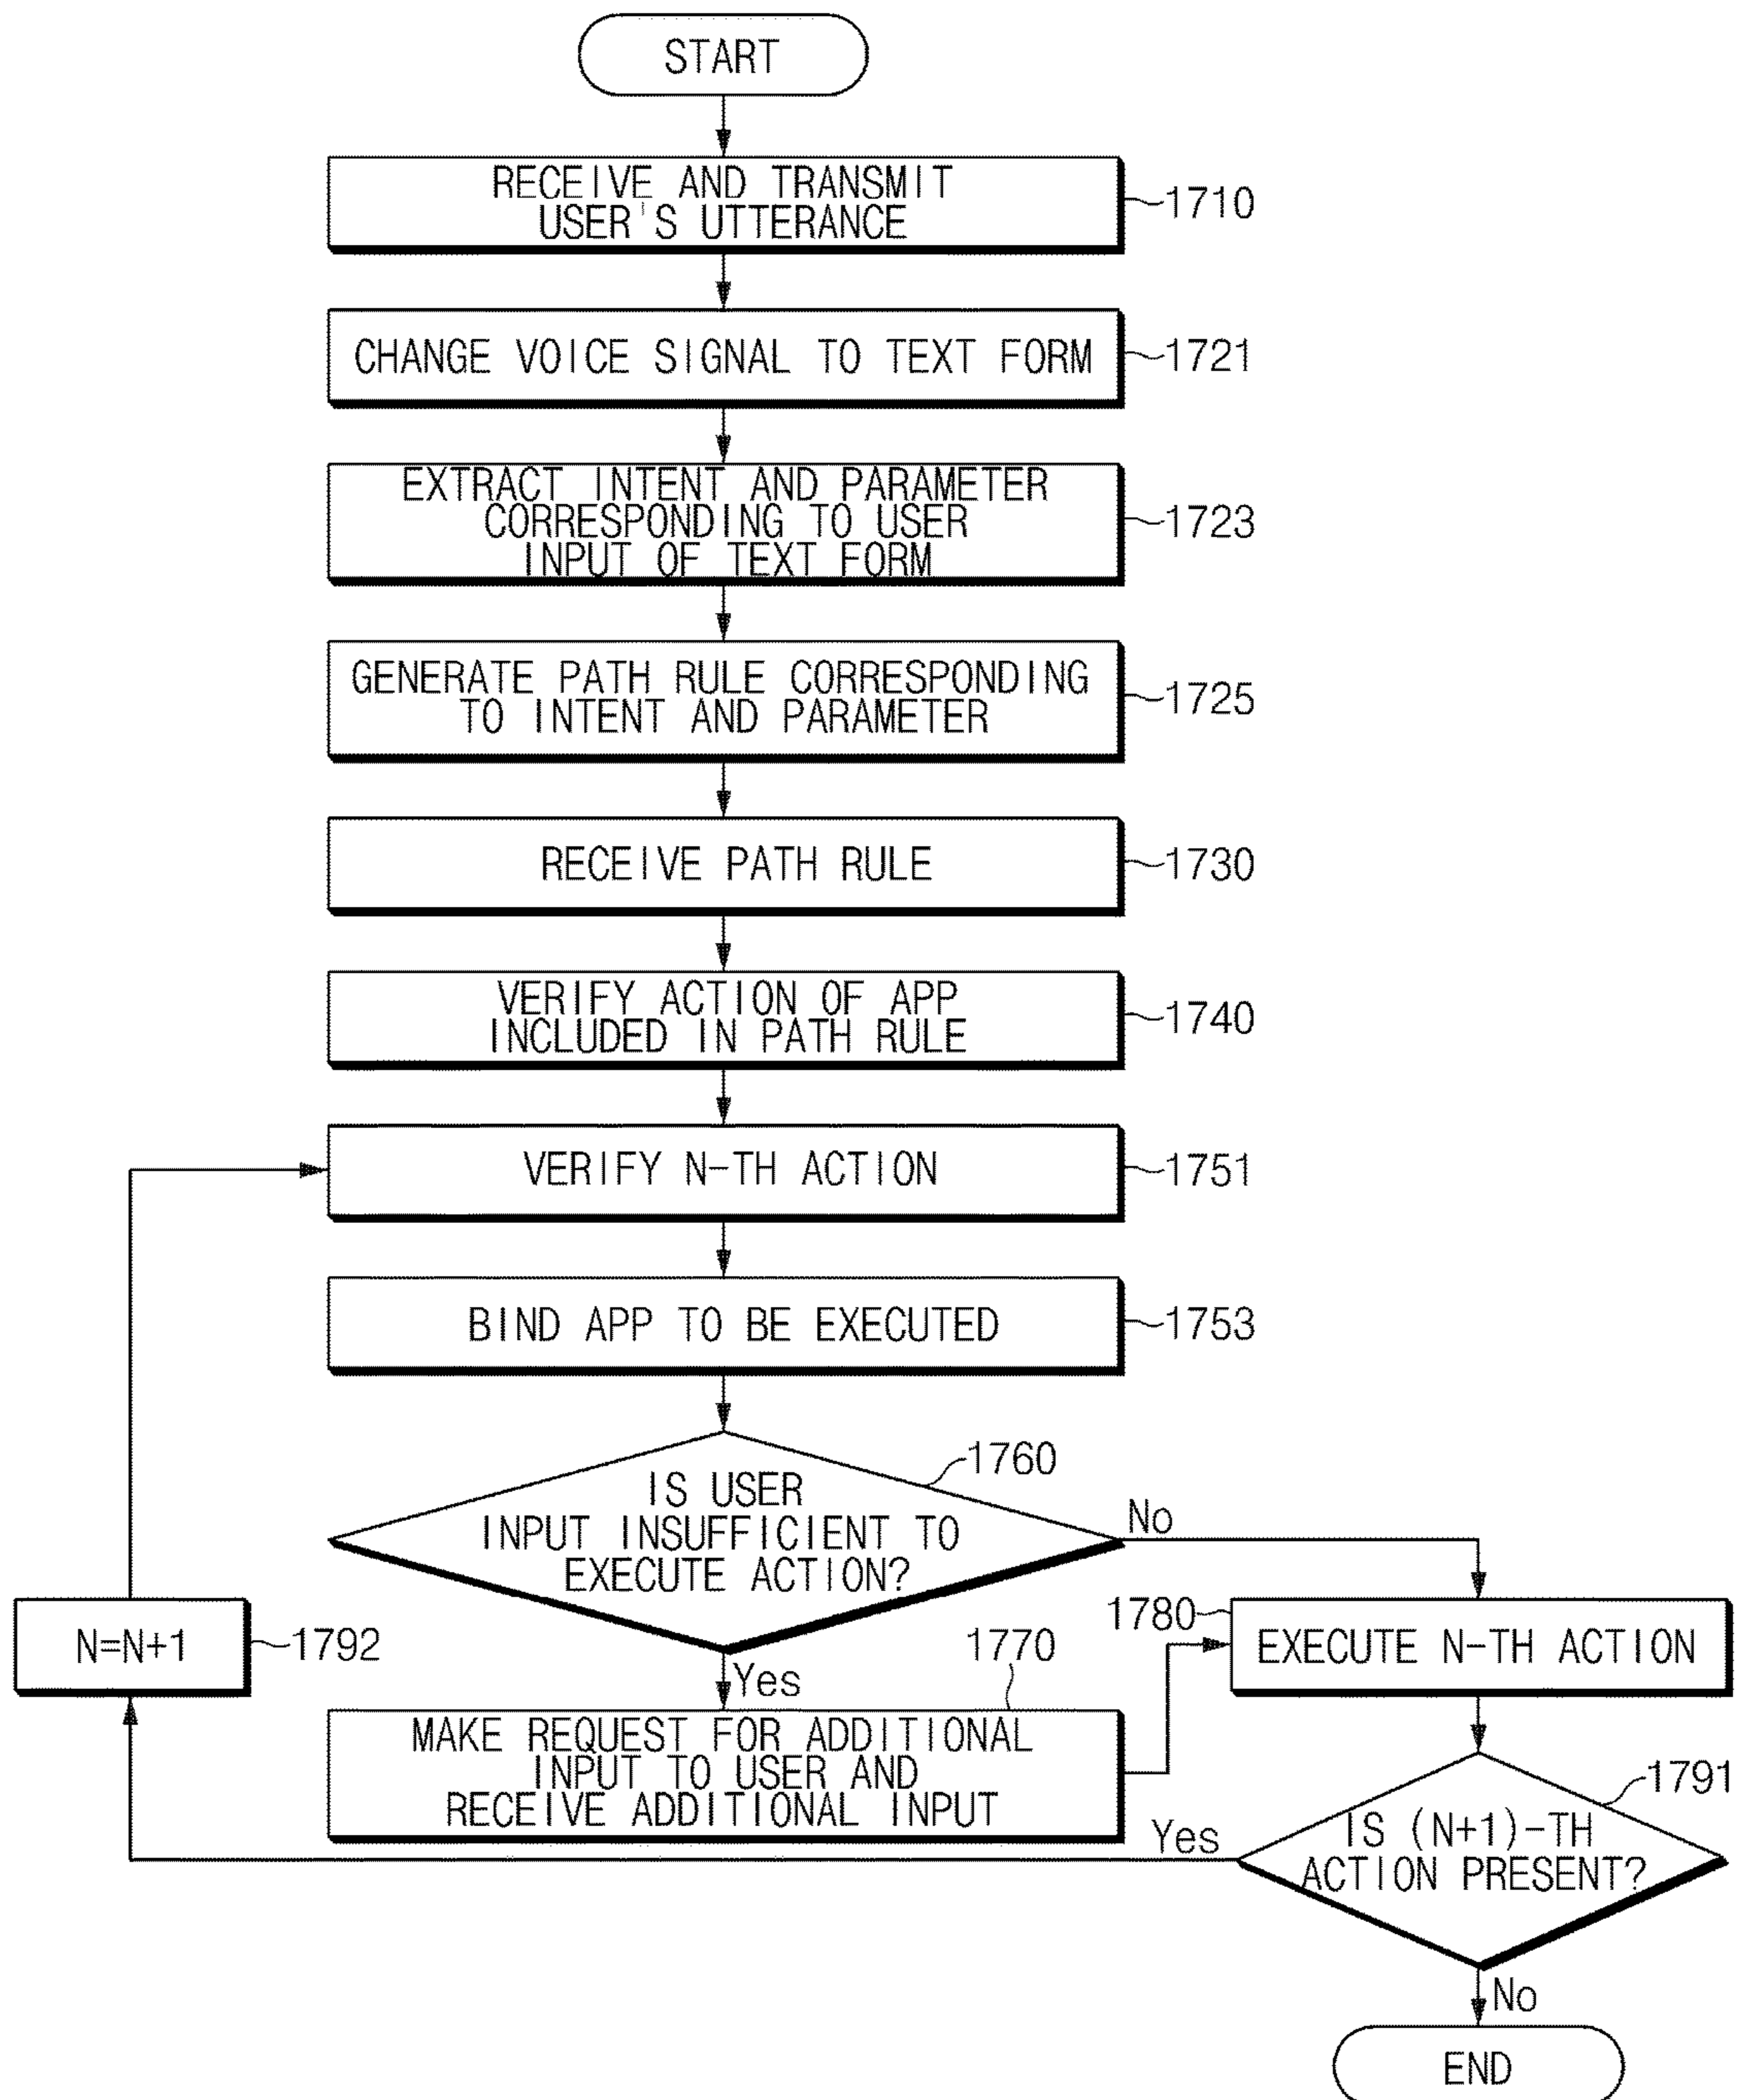 START
RECEIVE AND TRANSMIT
USER'S UTTERANCE
1710
CHANGE VOICE SIGNAL TO TEXT FORM
1721
EXTRACT INTENT AND PARAMETER
CORRESPONDING TO USER
INPUT OF TEXT FORM
1723
GENERATE PATH RULE CORRESPONDING
TO INTENT AND PARAMETER
1725
RECEIVE PATH RULE
1730
VERIFY ACTION OF APP
INCLUDED IN PATH RULE
1740
VERIFY N-TH ACTION
1751
BIND APP TO BE EXECUTED
1753
IS USER
INPUT INSUFFICIENT TO
EXECUTE ACTION?
1760
No
Yes
N=N+1
1792
1770
MAKE REQUEST FOR ADDITIONAL
INPUT TO USER AND
RECEIVE ADDITIONAL INPUT
1780
EXECUTE N-TH ACTION
1791
IS (N+1)-TH
ACTION PRESENT?
Yes
No
END